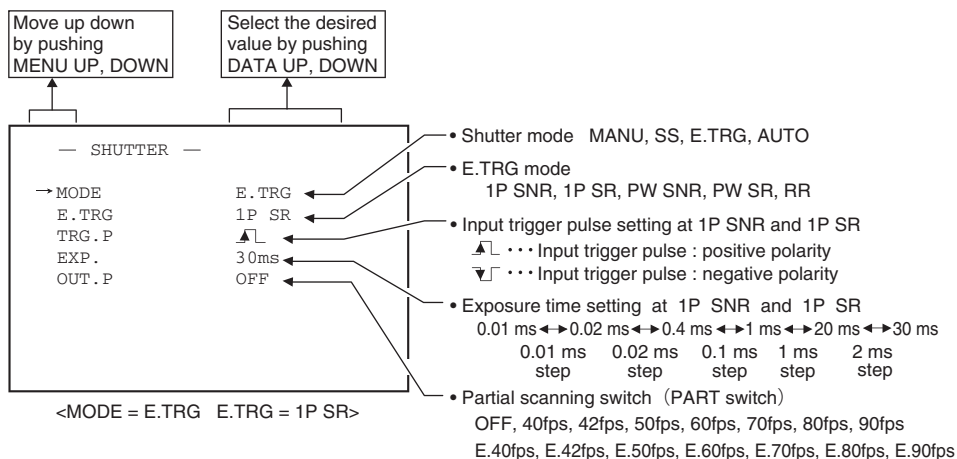 Move up down
by pushing
MENU UP, DOWN
Select the desired
value by pushing
DATA UP, DOWN
— SHUTTER —
→MODE E.TRG
E.TRG 1P SR
TRG.P
EXP. 30ms
OUT.P OFF
<MODE = E.TRG E.TRG = 1P SR>
• Shutter mode MANU, SS, E.TRG, AUTO
• E.TRG mode
1P SNR, 1P SR, PW SNR, PW SR, RR
• Input trigger pulse setting at 1P SNR and 1P SR
･･･Input trigger pulse : positive polarity
･･･Input trigger pulse : negative polarity
• Exposure time setting at 1P SNR and 1P SR
0.01 ms↔0.02 ms↔0.4 ms↔1 ms↔20 ms↔30 ms
0.01 ms 0.02 ms 0.1 ms 1 ms 2 ms
step step step step step
• Partial scanning switch（PART switch）
OFF, 40fps, 42fps, 50fps, 60fps, 70fps, 80fps, 90fps
E.40fps, E.42fps, E.50fps, E.60fps, E.70fps, E.80fps, E.90fps